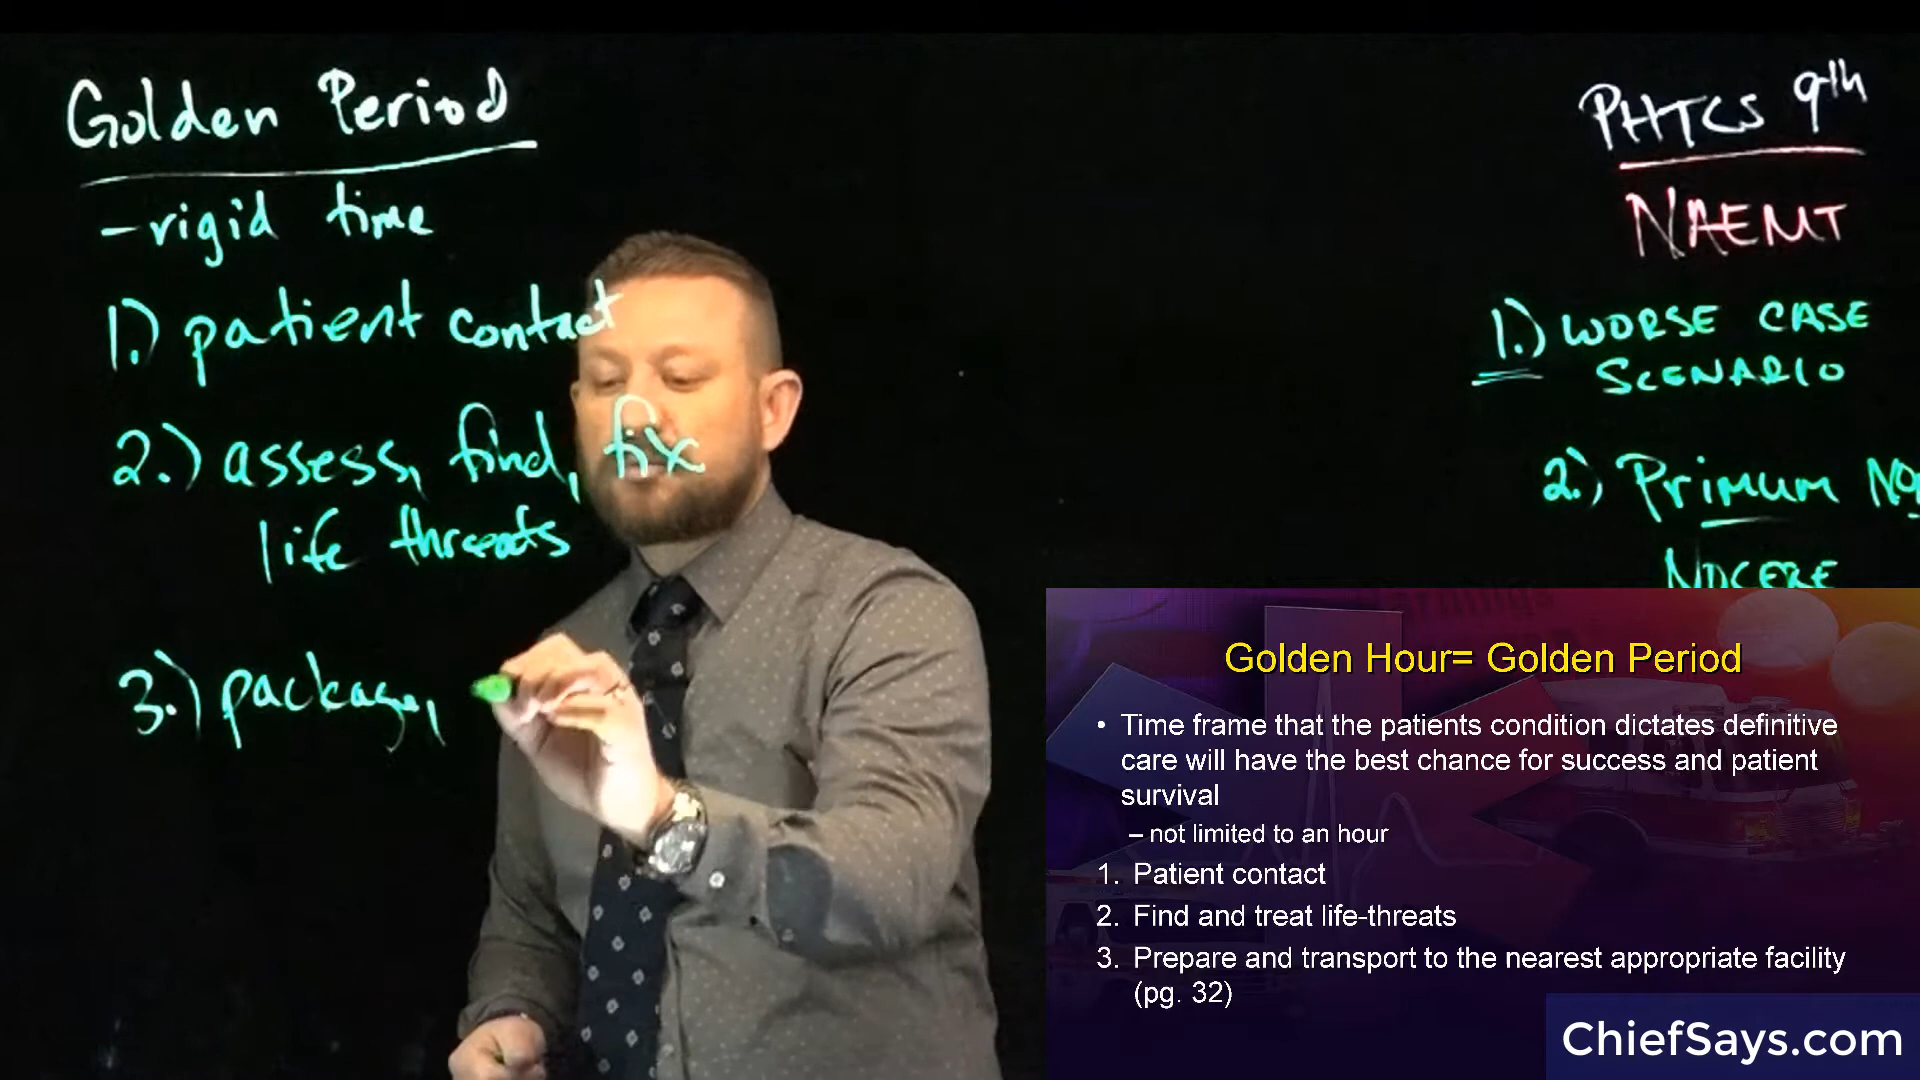 Golden Period
- rigid time
1.) patient contact
2.) assess, find, fix
life threats
3.) package,
PHTCS 9th
NAEMT
1.) WORSE CASE
SCENARIO
2.) Primum
NOCERE
Golden Hour= Golden Period
• Time frame that the patients condition dictates definitive
care will have the best chance for success and patient
survival
– not limited to an hour
1. Patient contact
2. Find and treat life-threats
3. Prepare and transport to the nearest appropriate facility
(pg. 32)
ChiefSays.com